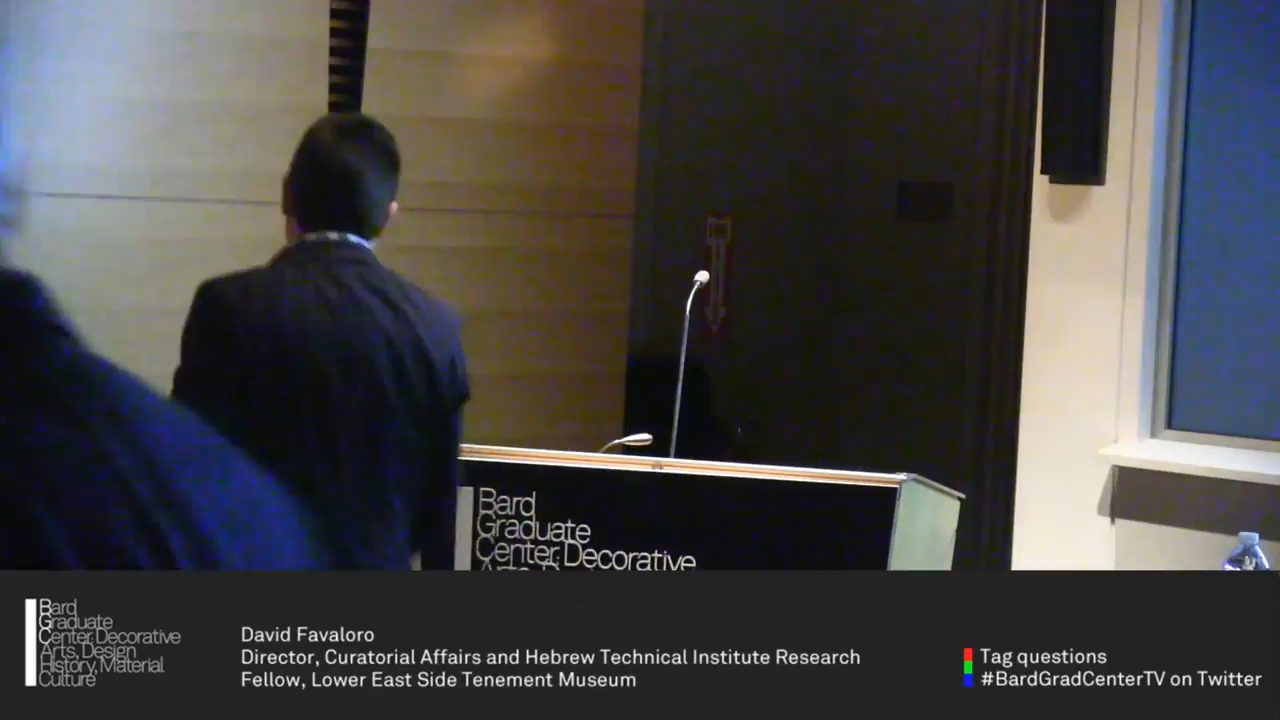 Bard
Graduate
Center: Decorative
Bard
Graduate
Center: Decorative
Arts, Design
History, Material
Culture
David Favaloro
Director, Curatorial Affairs and Hebrew Technical Institute Research
Fellow, Lower East Side Tenement Museum
Tag questions
#BardGradCenterTV on Twitter